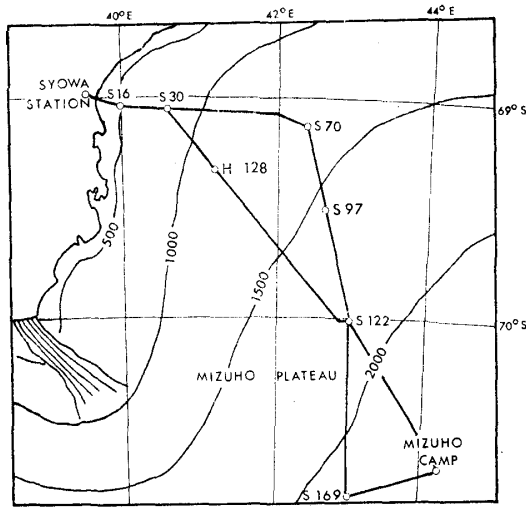 40°E
42°E
44°E
SYOWA
STATION
S16
S30
69°S
S70
H 128
S97
500
1000
1500
S 122
70°S
2000
MIZUHO PLATEAU
MIZUHO
CAMP
S 169